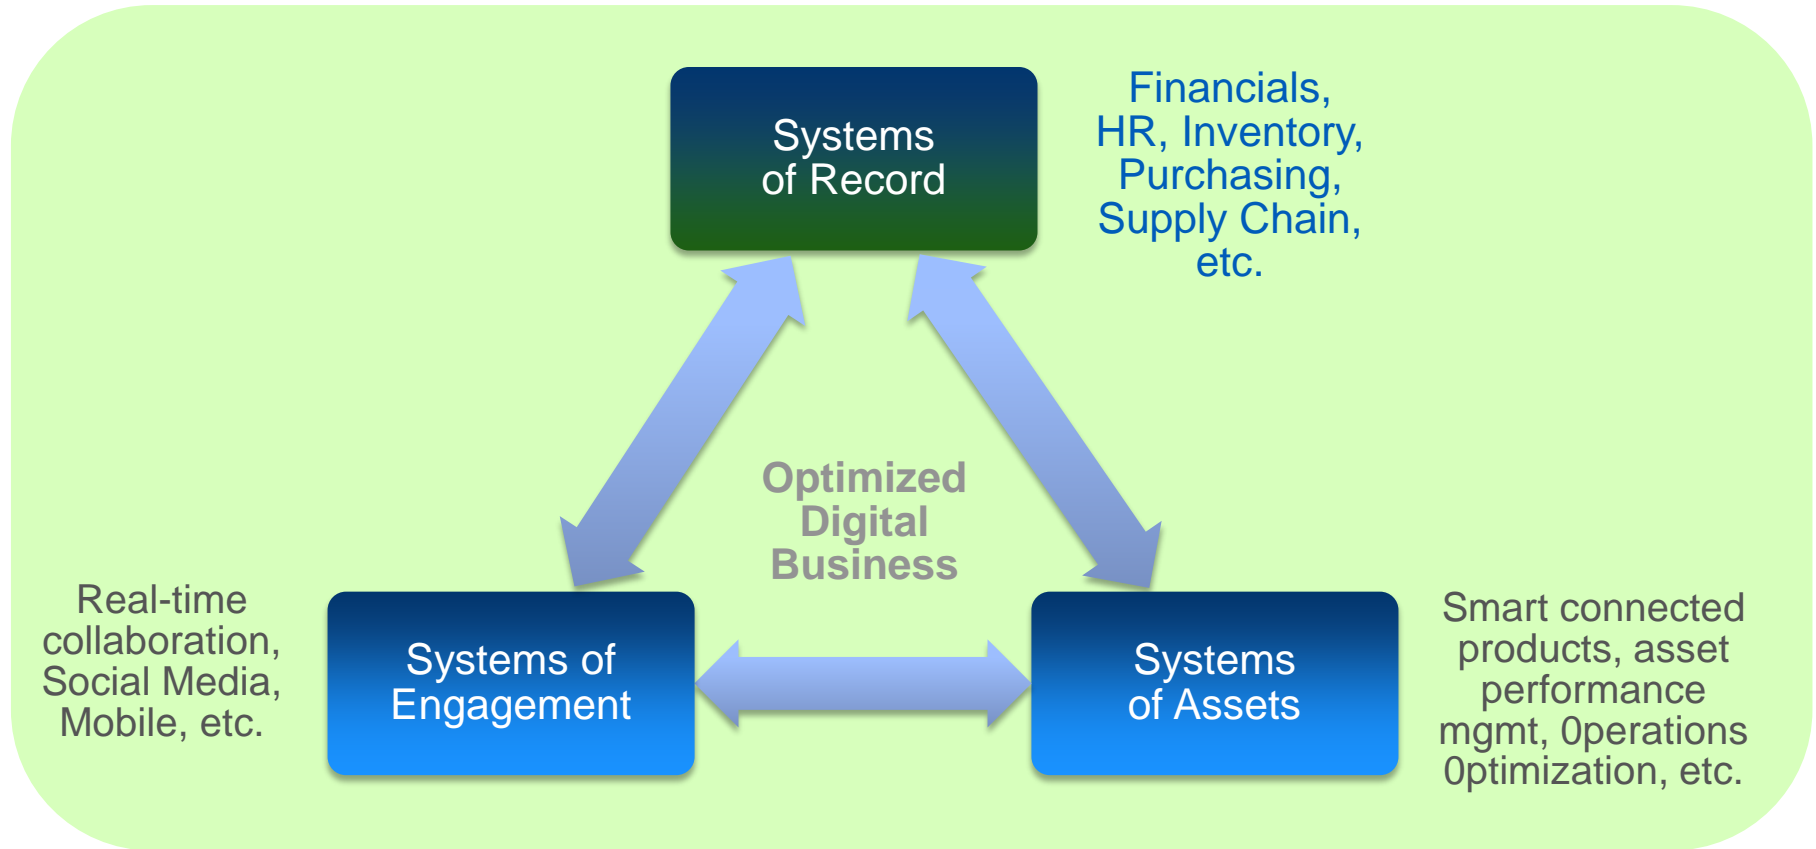 Systems
of Record
Financials,
HR, Inventory,
Purchasing,
Supply Chain,
etc.
Optimized
Digital
Business
Real-time
collaboration,
Social Media,
Mobile, etc.
Systems of
Engagement
Systems
of Assets
Smart connected
products, asset
performance
mgmt, 0perations
0ptimization, etc.